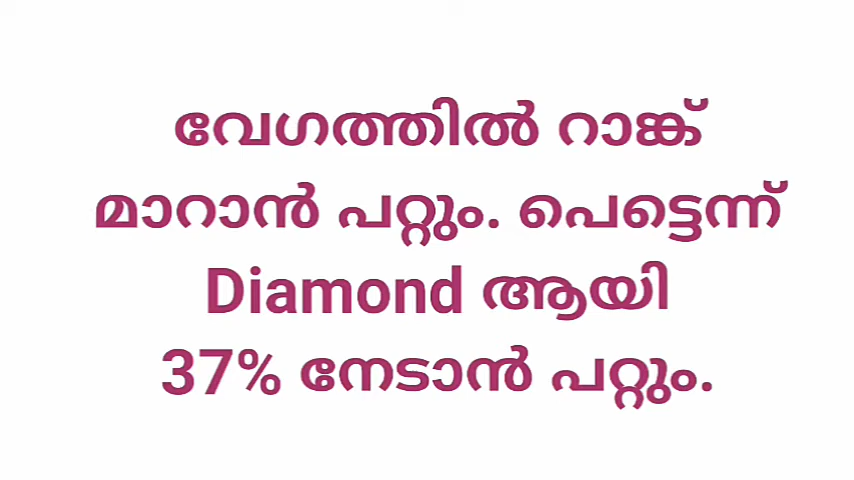 വേഗത്തിൽ റാങ്ക്
മാറാൻ പറ്റും. പെട്ടെന്ന്
Diamond ആയി
37% നേടാൻ പറ്റും.